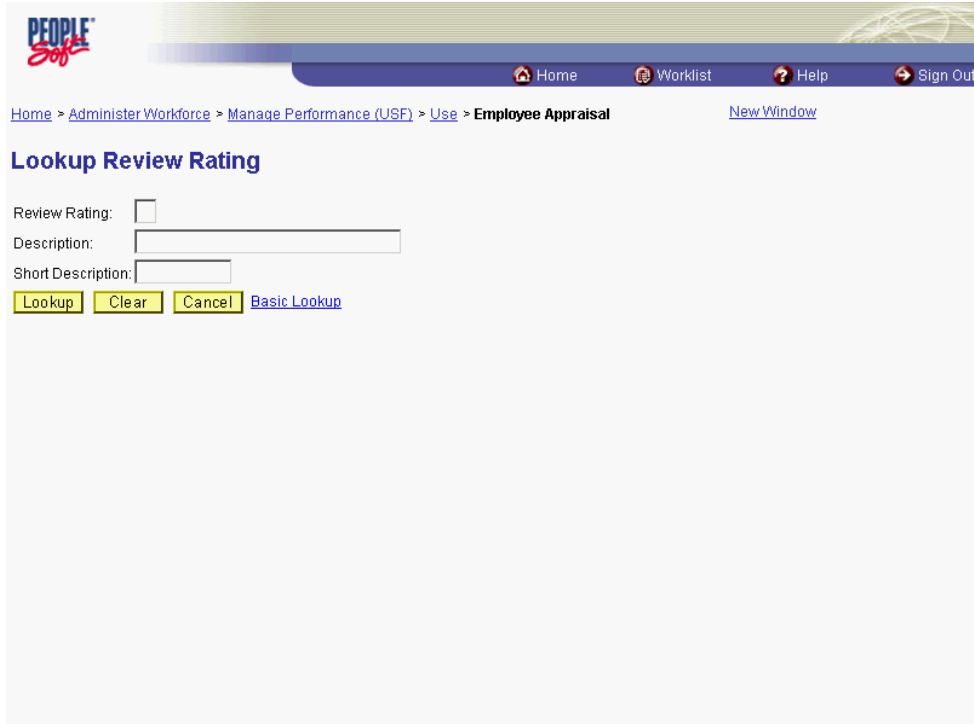 PEOPLE
Soft
Home Worklist Help Sign Out
Home > Administer Workforce > Manage Performance (USF) > Use > Employee Appraisal New Window
Lookup Review Rating
Review Rating:
Description:
Short Description:
Lookup Clear Cancel Basic Lookup